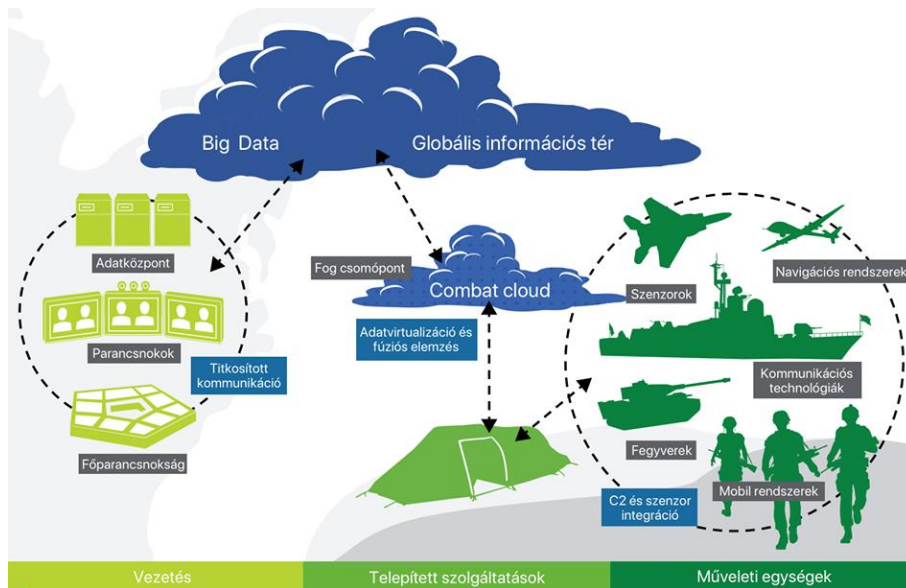 Big Data
Globális információs tér
Adatközpont
Parancsnokok
Titkosított
kommunikáció
Főparancsnokság
Fog csomópont
Combat cloud
Adatvirtualizáció és
fúziós elemzés
Szenzorok
Navigációs rendszerek
Kommunikációs
technológiák
Fegyverek
Mobil rendszerek
C2 és szenzor
integráció
Vezetés
Telepített szolgáltatások
Műveleti egységek